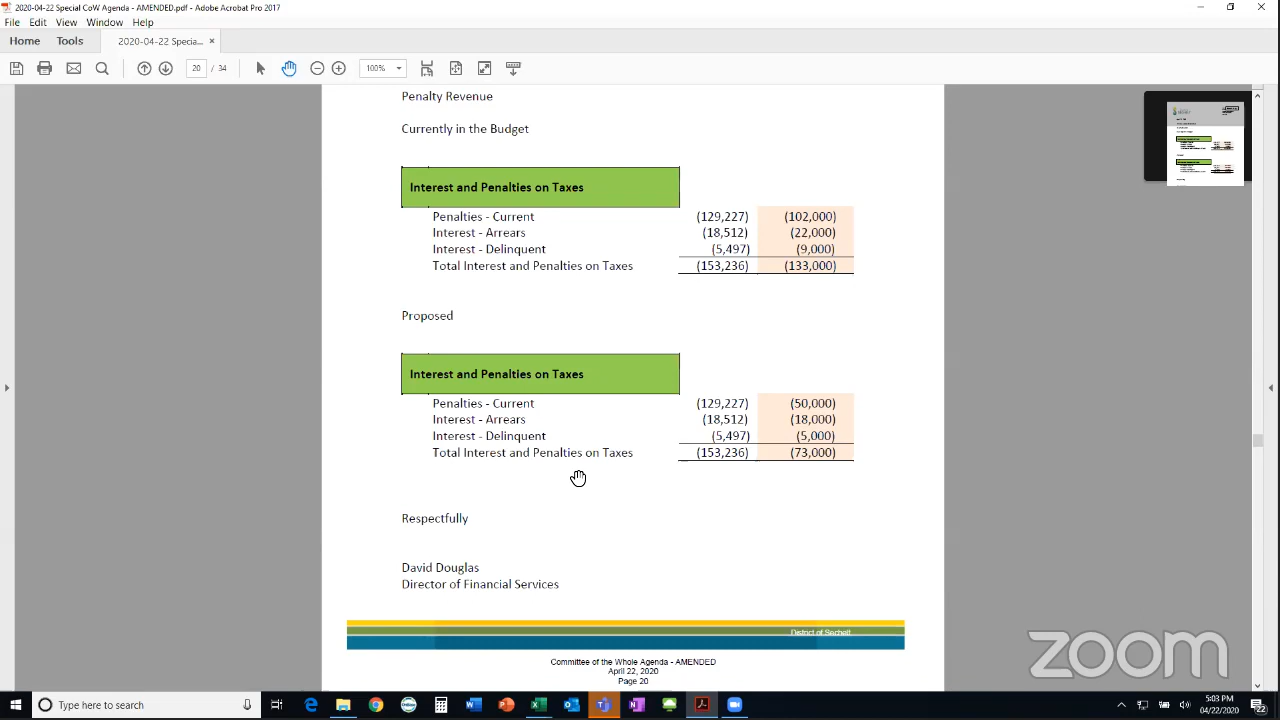 2020-04-22 Special CoW Agenda - AMENDED.pdf - Adobe Acrobat Pro 2017
File Edit View Window Help
Home Tools 2020-04-22 Specia... ×
20 / 34 100%
Penalty Revenue
Currently in the Budget
Interest and Penalties on Taxes
Penalties - Current (129,227) (102,000)
Interest - Arrears (18,512) (22,000)
Interest - Delinquent (5,497) (9,000)
Total Interest and Penalties on Taxes (153,236) (133,000)
Proposed
Interest and Penalties on Taxes
Penalties - Current (129,227) (50,000)
Interest - Arrears (18,512) (18,000)
Interest - Delinquent (5,497) (5,000)
Total Interest and Penalties on Taxes (153,236) (73,000)
Respectfully
David Douglas
Director of Financial Services
District of Sechelt
Committee of the Whole Agenda - AMENDED
April 22, 2020
Page 20
zoom
Type here to search
5:03 PM
04/22/2020